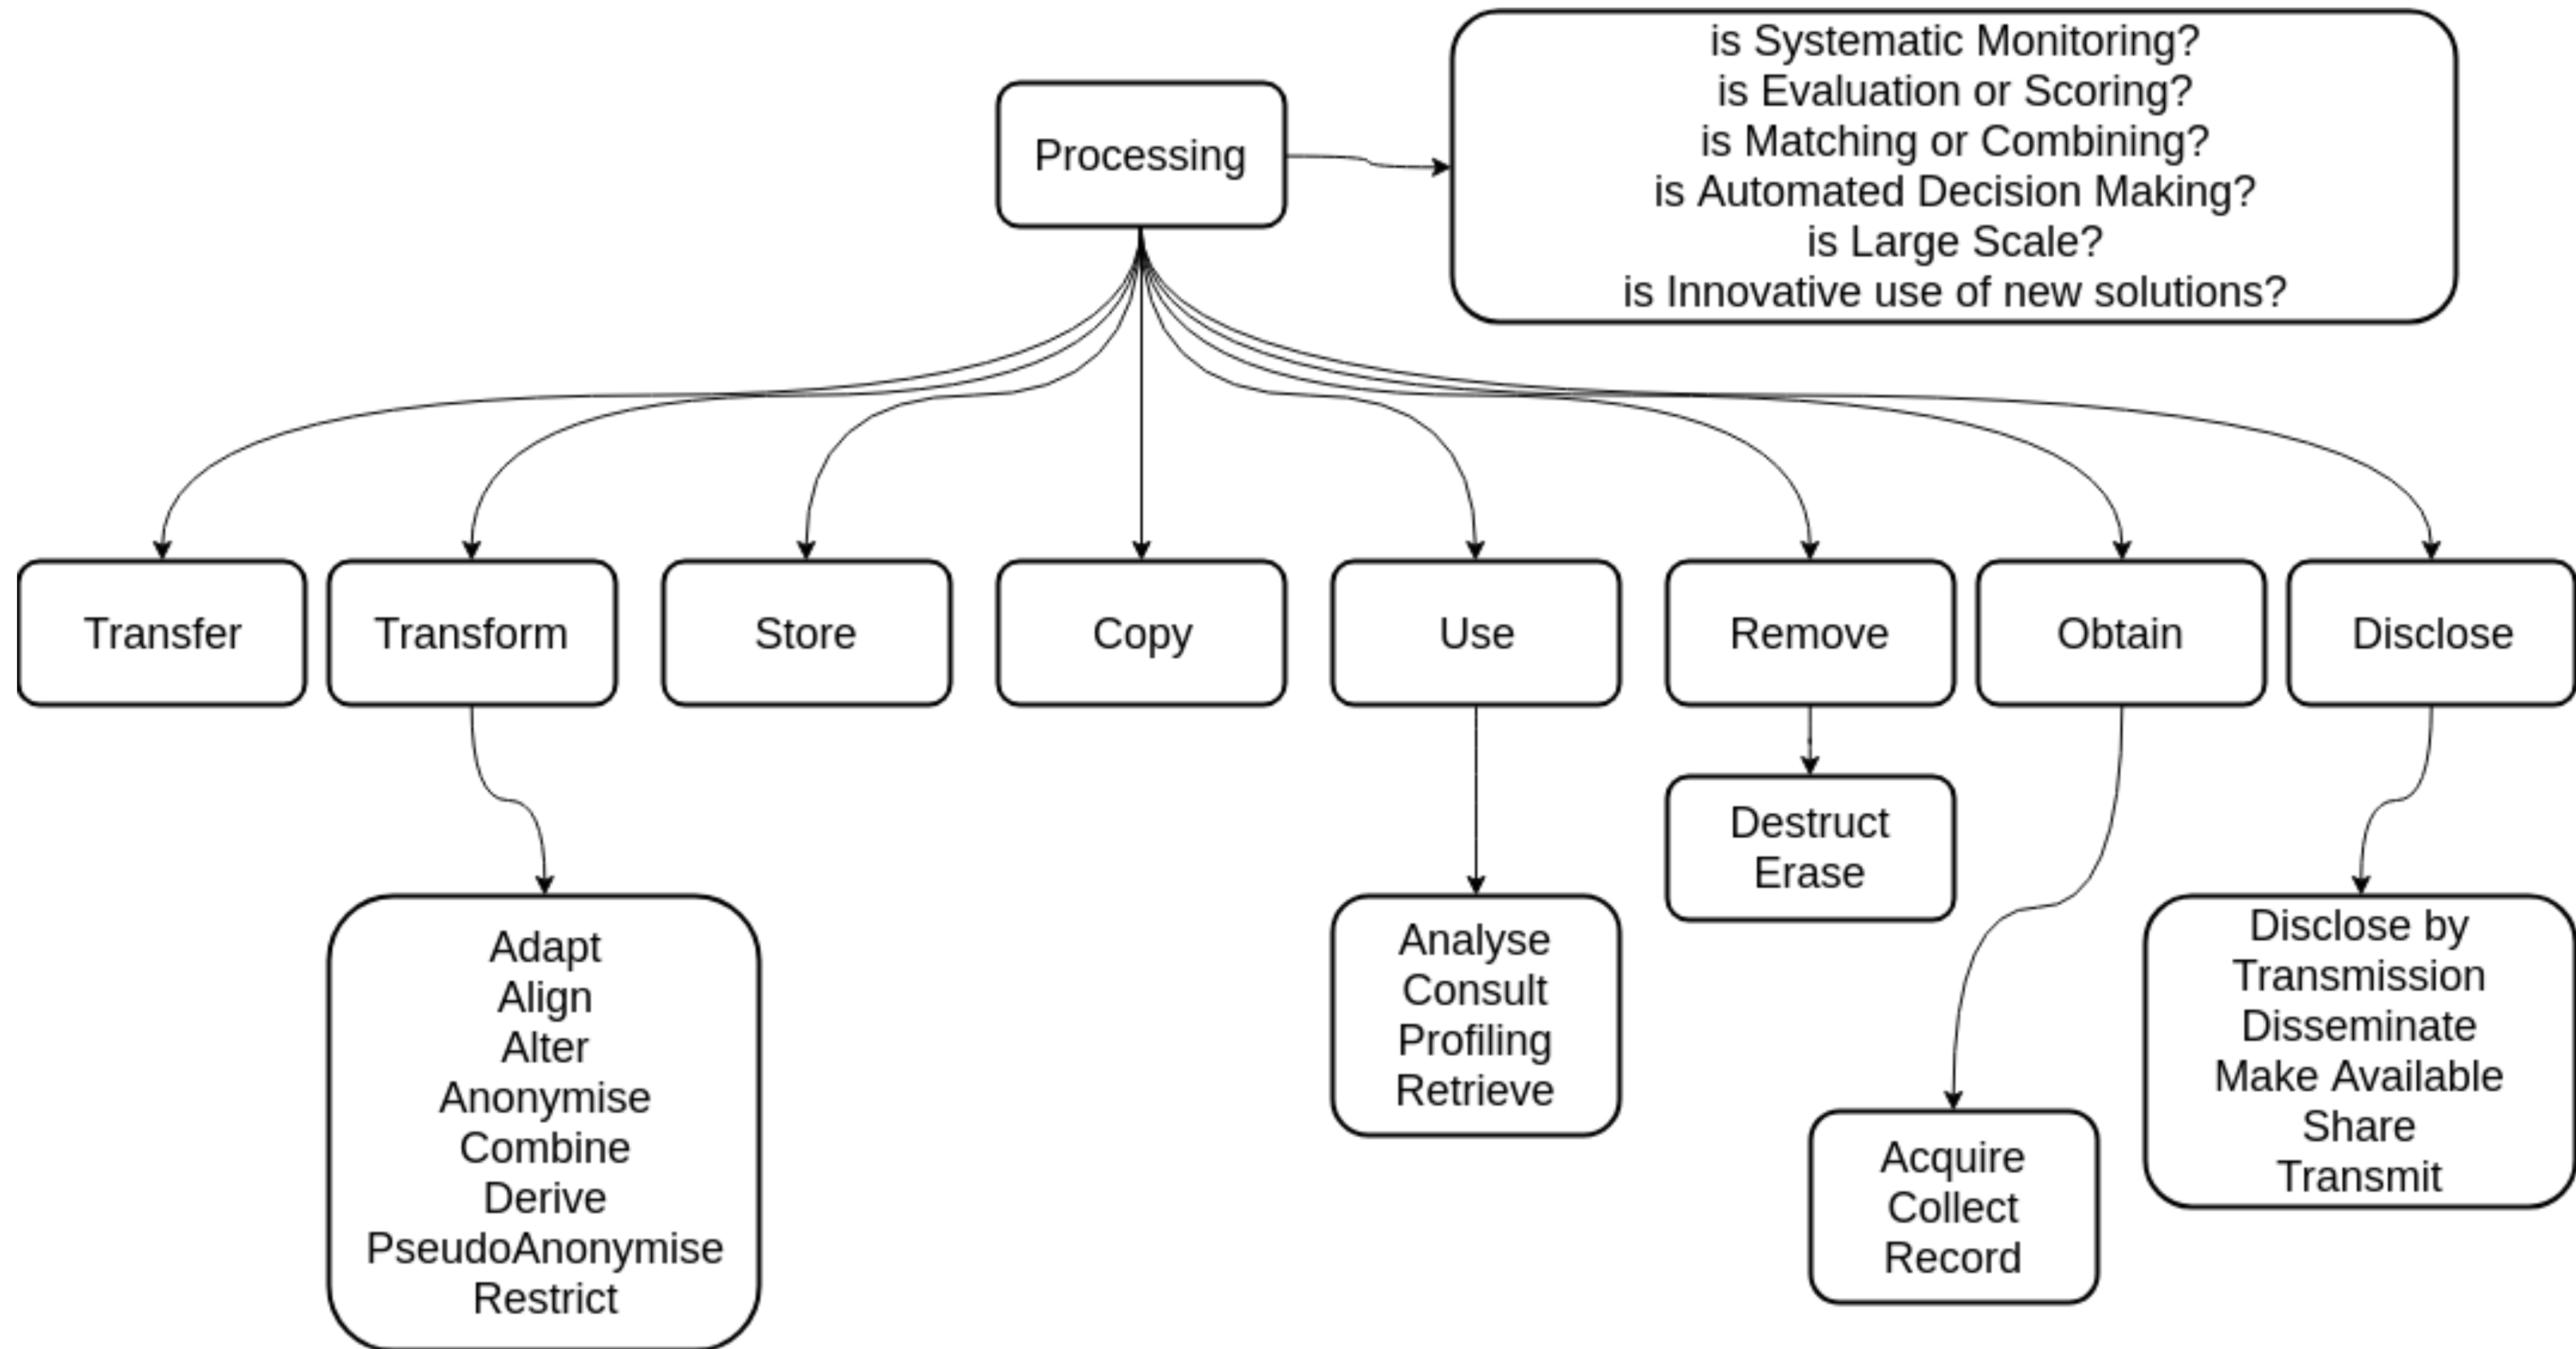 is Systematic Monitoring?
is Evaluation or Scoring?
is Matching or Combining?
is Automated Decision Making?
is Large Scale?
is Innovative use of new solutions?
Processing
Transfer
Transform
Store
Copy
Use
Remove
Obtain
Disclose
Adapt
Align
Alter
Anonymise
Combine
Derive
PseudoAnonymise
Restrict
Analyse
Consult
Profiling
Retrieve
Destruct
Erase
Acquire
Collect
Record
Disclose by
Transmission
Disseminate
Make Available
Share
Transmit